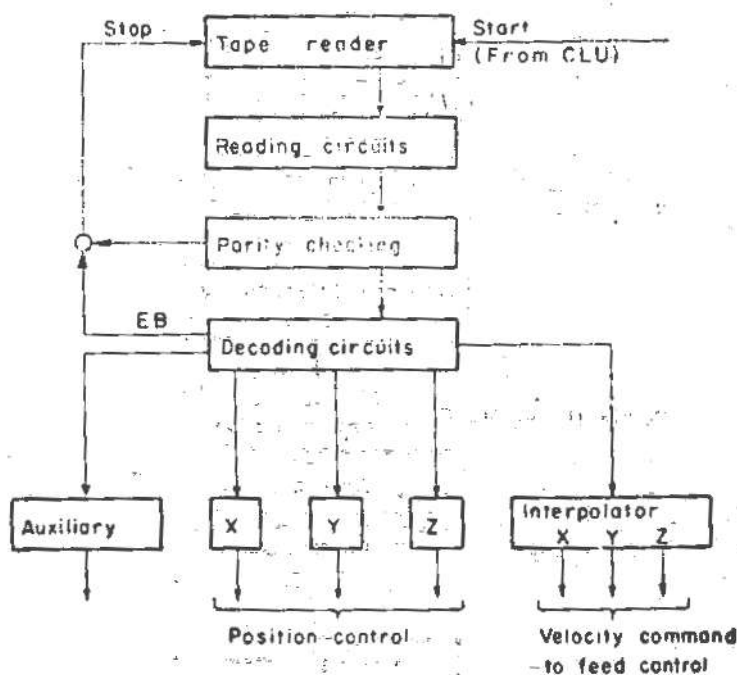 Stop
Tape reader
Start
(From CLU)
Reading circuits
Parity checking
EB
Decoding circuits
Auxiliary
X
Y
Z
Interpolator
X Y Z
Position control
Velocity command
to feed control